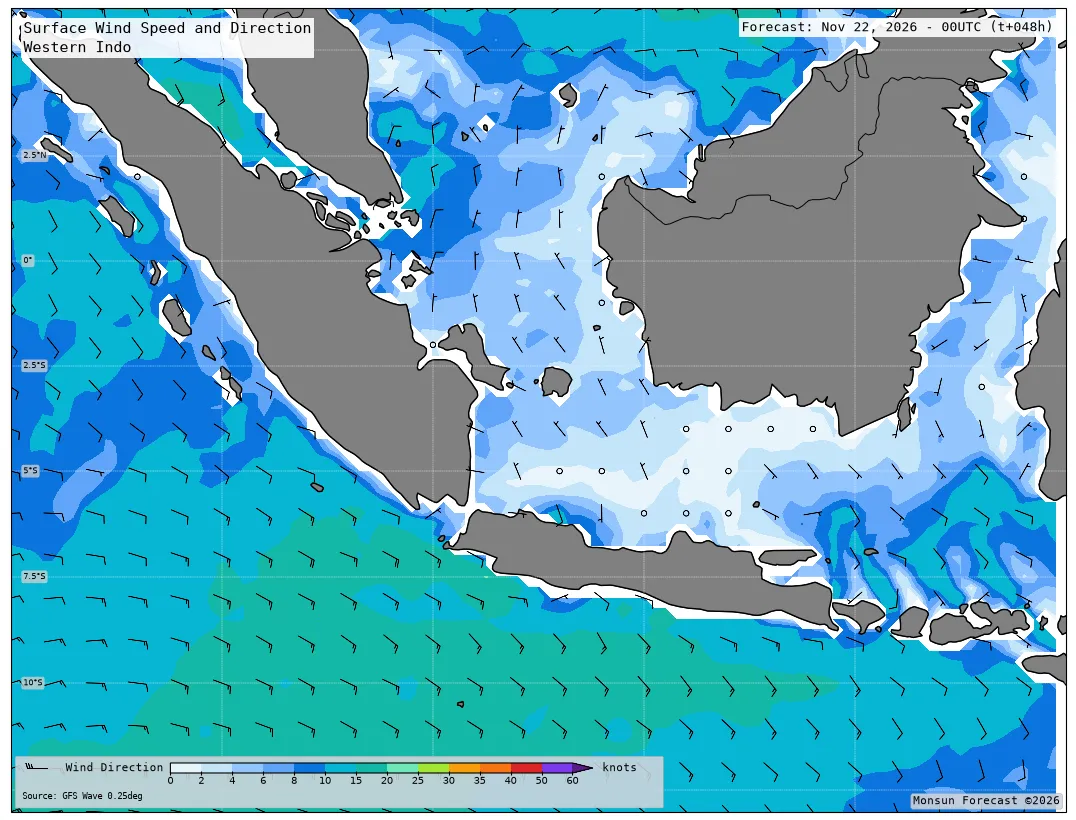 Surface Wind Speed and Direction
Western Indo
Forecast: Nov 22, 2026 - 00UTC (t+048h)
2.5°N
0°
2.5°S
5°S
7.5°S
10°S
Wind Direction
knots
0 2 4 6 8 10 15 20 25 30 40 50 60
Source: GFS Wave 0.25deg
Monsun Forecast ©2026